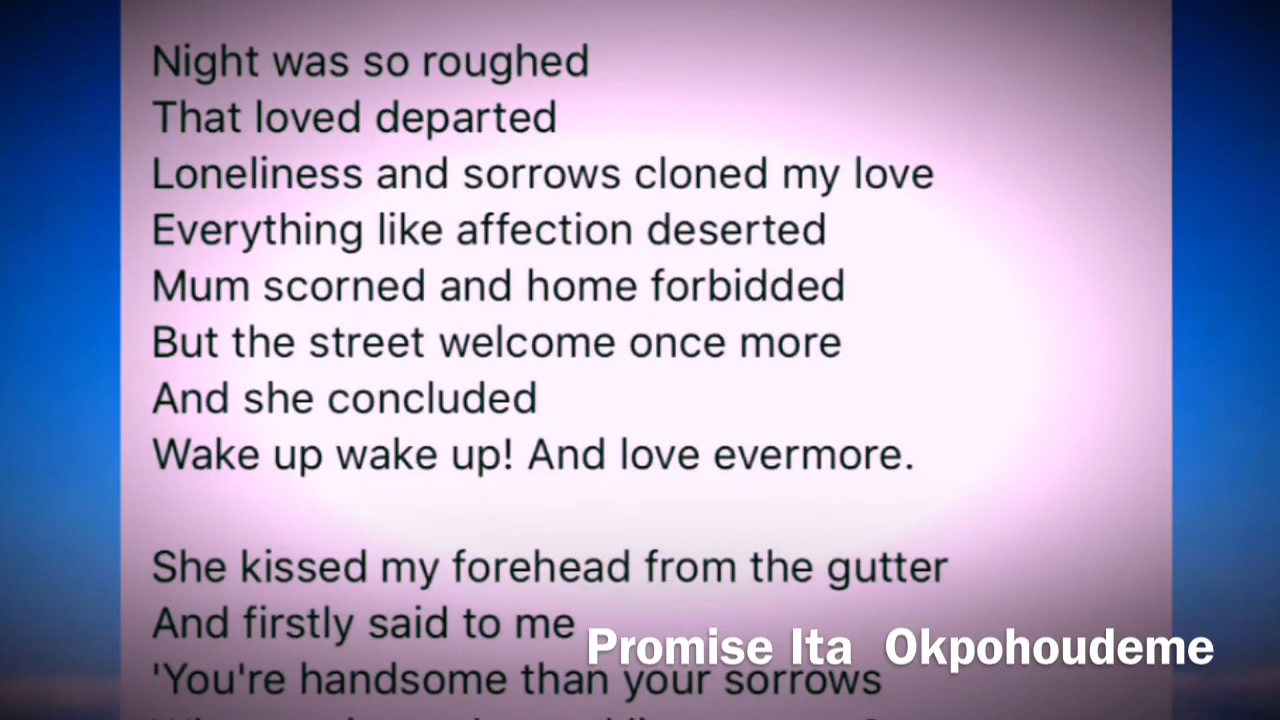 Night was so roughed
That loved departed
Loneliness and sorrows cloned my love
Everything like affection deserted
Mum scorned and home forbidded
But the street welcome once more
And she concluded
Wake up wake up! And love evermore.
She kissed my forehead from the gutter
And firstly said to me
'You're handsome than your sorrows
Promise Ita Okpohoudeme